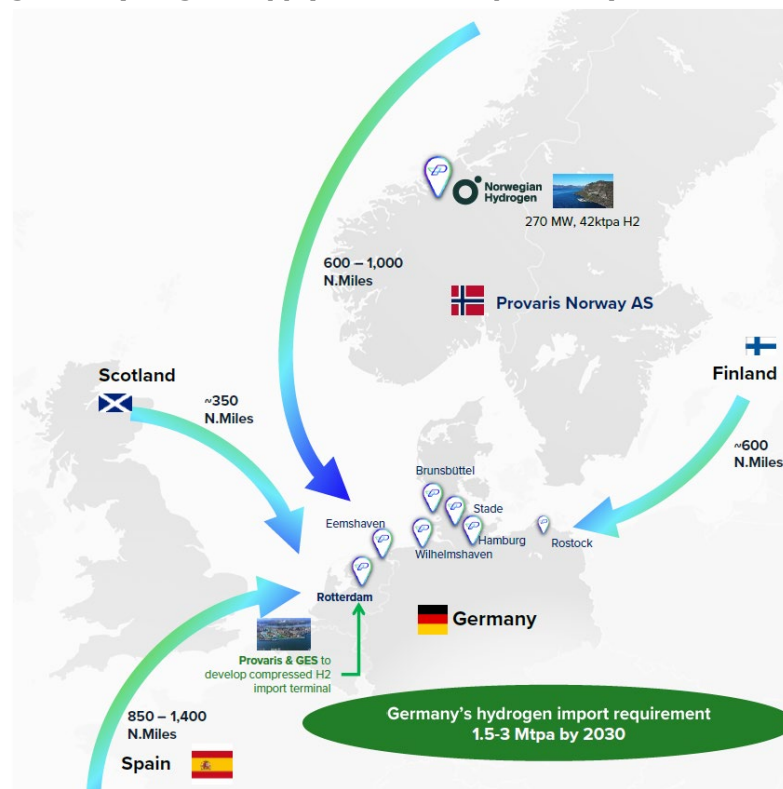 Norwegian
Hydrogen
270 MW, 42ktpa H2
600 – 1,000
N.Miles
Provaris Norway AS
Scotland
~350
N.Miles
Finland
~600
N.Miles
Brunsbüttel
Stade
Eemshaven
Hamburg
Wilhelmshaven
Rostock
Rotterdam
Germany
Provaris & GES to
develop compressed H2
import terminal
850 – 1,400
N.Miles
Spain
Germany's hydrogen import requirement
1.5-3 Mtpa by 2030